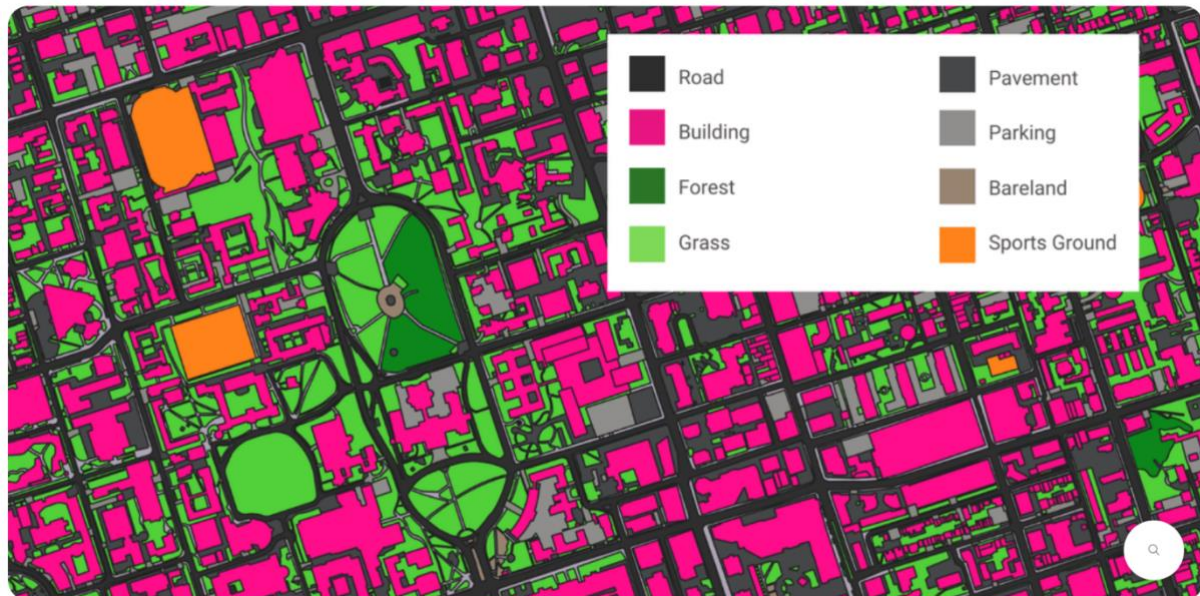 Road
Pavement
Building
Parking
Forest
Bareland
Grass
Sports Ground